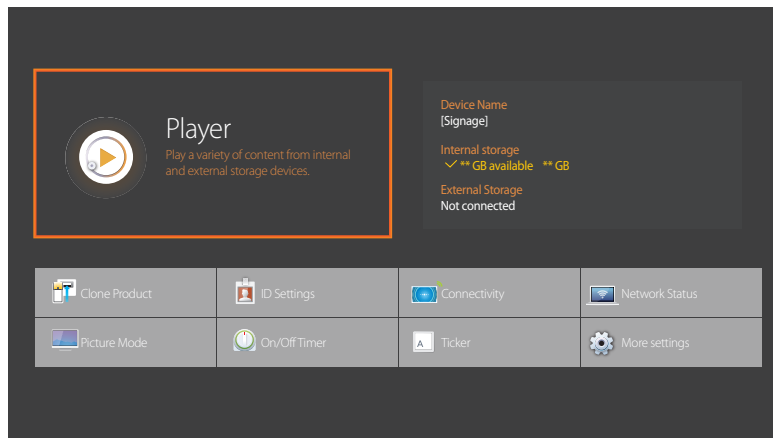 Player
Play a variety of content from internal
and external storage devices.
Device Name
[Signage]
Internal storage
** GB available ** GB
External Storage
Not connected
Clone Product
ID Settings
Connectivity
Network Status
Picture Mode
On/Off Timer
A
Ticker
More settings